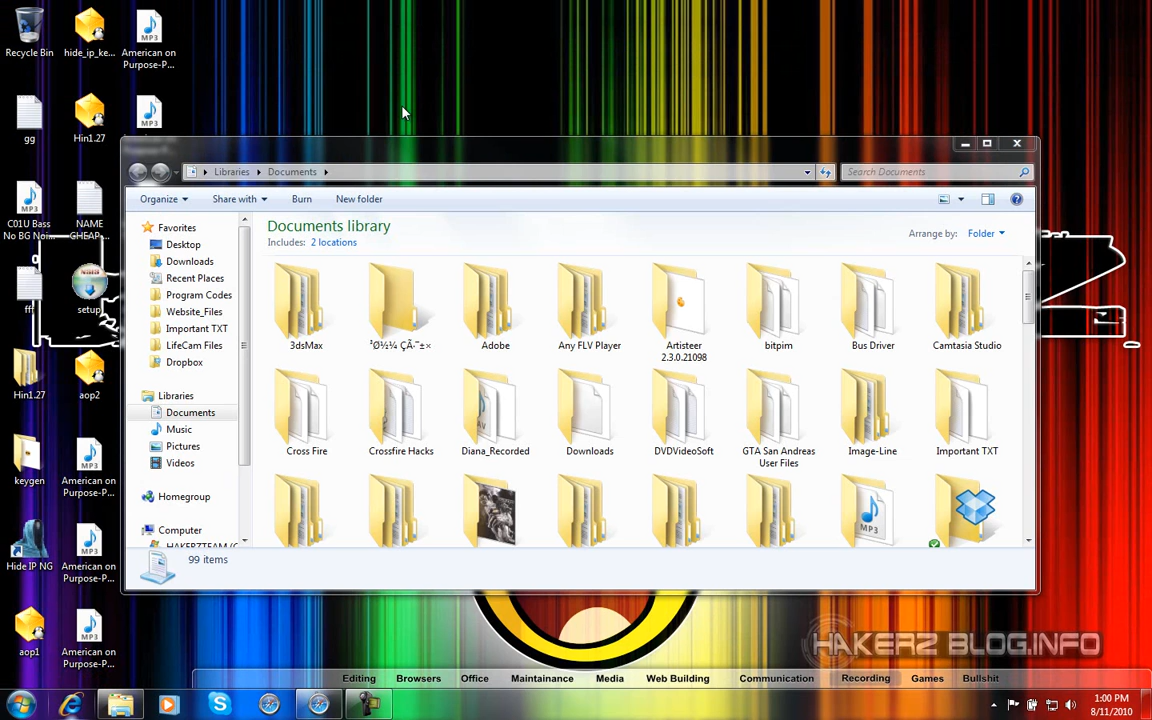 Recycle Bin
hide_ip_ke...
American on
Purpose-P...
gg
Hin1.27
C01U Bass
No BG Noi...
NAME
CHEAP...
fff
setup
Hin1.27
aop2
keygen
American on
Purpose-P...
Hide IP NG
American on
Purpose-P...
aop1
American on
Purpose-P...
Libraries
Documents
Search Documents
Organize
Share with
Burn
New folder
Favorites
Desktop
Downloads
Recent Places
Program Codes
Website_Files
Important TXT
LifeCam Files
Dropbox
Libraries
Documents
Music
Pictures
Videos
Homegroup
Computer
Documents library
Includes: 2 locations
Arrange by: Folder
3dsMax
Adobe
Any FLV Player
Artisteer
2.3.0.21098
bitpim
Bus Driver
Camtasia Studio
Cross Fire
Crossfire Hacks
Diana_Recorded
Downloads
DVDVideoSoft
GTA San Andreas
User Files
Image-Line
Important TXT
MP3
99 items
HAKERZ BLOG.INFO
Editing
Browsers
Office
Maintainance
Media
Web Building
Communication
Recording
Games
Bullshit
1:00 PM
8/11/2010